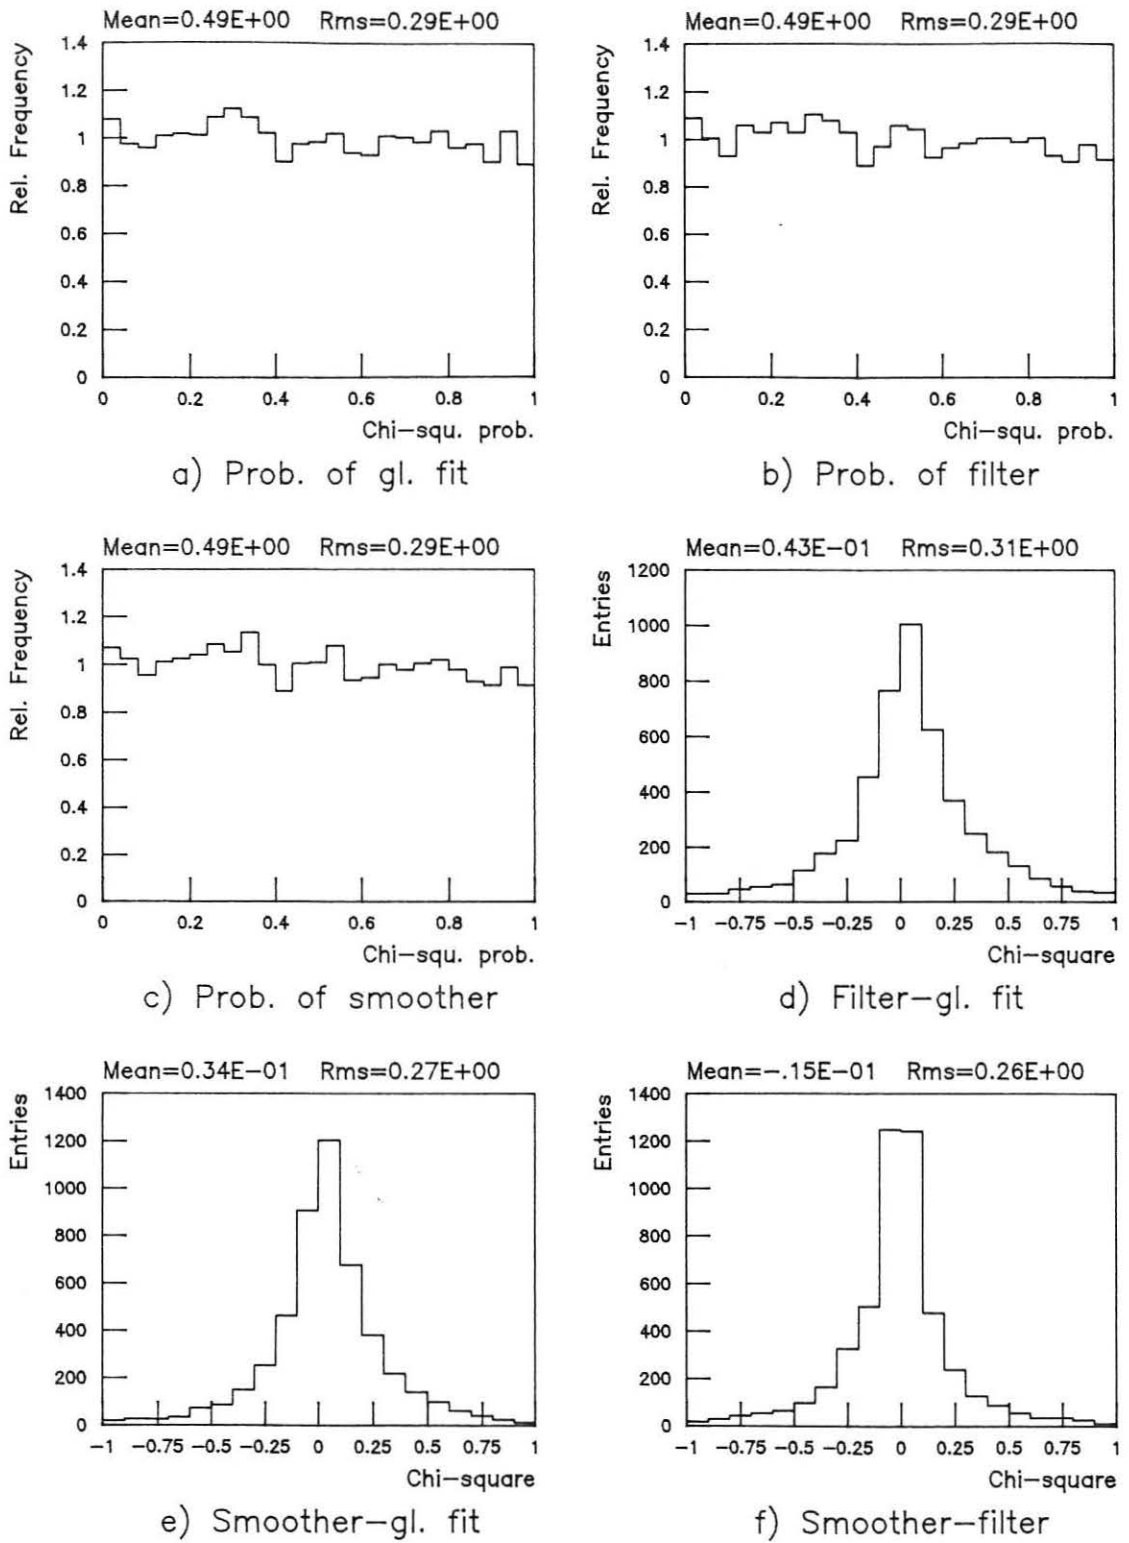 Mean=0.49E+00 Rms=0.29E+00
Rel. Frequency
1.4
1.2
1
0.8
0.6
0.4
0.2
0
0 0.2 0.4 0.6 0.8 1
Chi-squ. prob.
a) Prob. of gl. fit
Mean=0.49E+00 Rms=0.29E+00
Rel. Frequency
1.4
1.2
1
0.8
0.6
0.4
0.2
0
0 0.2 0.4 0.6 0.8 1
Chi-squ. prob.
b) Prob. of filter
Mean=0.49E+00 Rms=0.29E+00
Rel. Frequency
1.4
1.2
1
0.8
0.6
0.4
0.2
0
0 0.2 0.4 0.6 0.8 1
Chi-squ. prob.
c) Prob. of smoother
Mean=0.43E-01 Rms=0.31E+00
Entries
1200
1000
800
600
400
200
0
-1 -0.75 -0.5 -0.25 0 0.25 0.5 0.75 1
Chi-square
d) Filter-gl. fit
Mean=0.34E-01 Rms=0.27E+00
Entries
1400
1200
1000
800
600
400
200
0
-1 -0.75 -0.5 -0.25 0 0.25 0.5 0.75 1
Chi-square
e) Smoother-gl. fit
Mean=-.15E-01 Rms=0.26E+00
Entries
1400
1200
1000
800
600
400
200
0
-1 -0.75 -0.5 -0.25 0 0.25 0.5 0.75 1
Chi-square
f) Smoother-filter